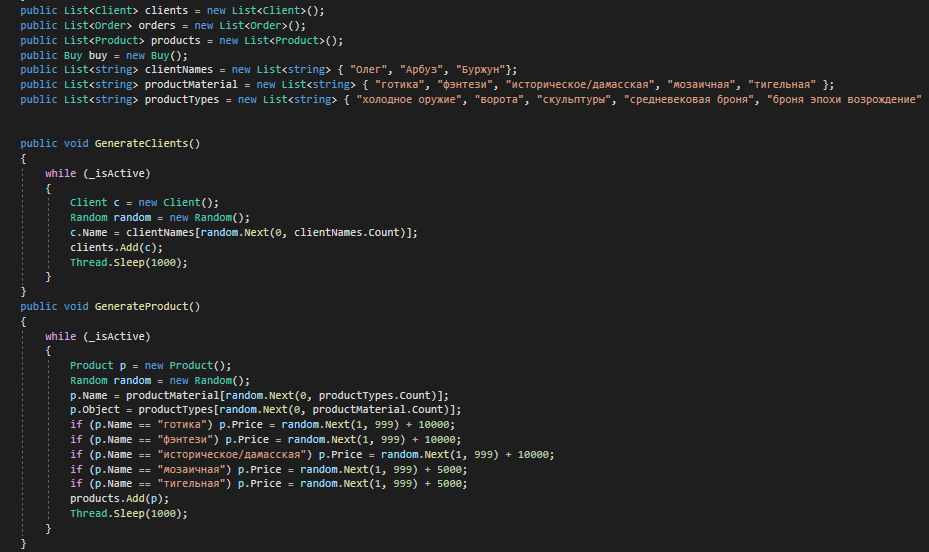 public List<Client> clients = new List<Client>();
public List<Order> orders = new List<Order>();
public List<Product> products = new List<Product>();
public Buy buy = new Buy();
public List<string> clientNames = new List<string> { "Олег", "Арбуз", "Буржун"};
public List<string> productMaterial = new List<string> { "готика", "фэнтези", "историческое/дамасская", "мозаичная", "тигельная" };
public List<string> productTypes = new List<string> { "холодное оружие", "ворота", "скульптуры", "средневековая броня", "броня эпохи возрождение"
public void GenerateClients()
{
while (_isActive)
{
Client c = new Client();
Random random = new Random();
c.Name = clientNames[random.Next(0, clientNames.Count)];
clients.Add(c);
Thread.Sleep(1000);
}
}
public void GenerateProduct()
{
while (_isActive)
{
Product p = new Product();
Random random = new Random();
p.Name = productMaterial[random.Next(0, productTypes.Count)];
p.Object = productTypes[random.Next(0, productMaterial.Count)];
if (p.Name == "готика") p.Price = random.Next(1, 999) + 10000;
if (p.Name == "фэнтези") p.Price = random.Next(1, 999) + 10000;
if (p.Name == "историческое/дамасская") p.Price = random.Next(1, 999) + 10000;
if (p.Name == "мозаичная") p.Price = random.Next(1, 999) + 5000;
if (p.Name == "тигельная") p.Price = random.Next(1, 999) + 5000;
products.Add(p);
Thread.Sleep(1000);
}
}